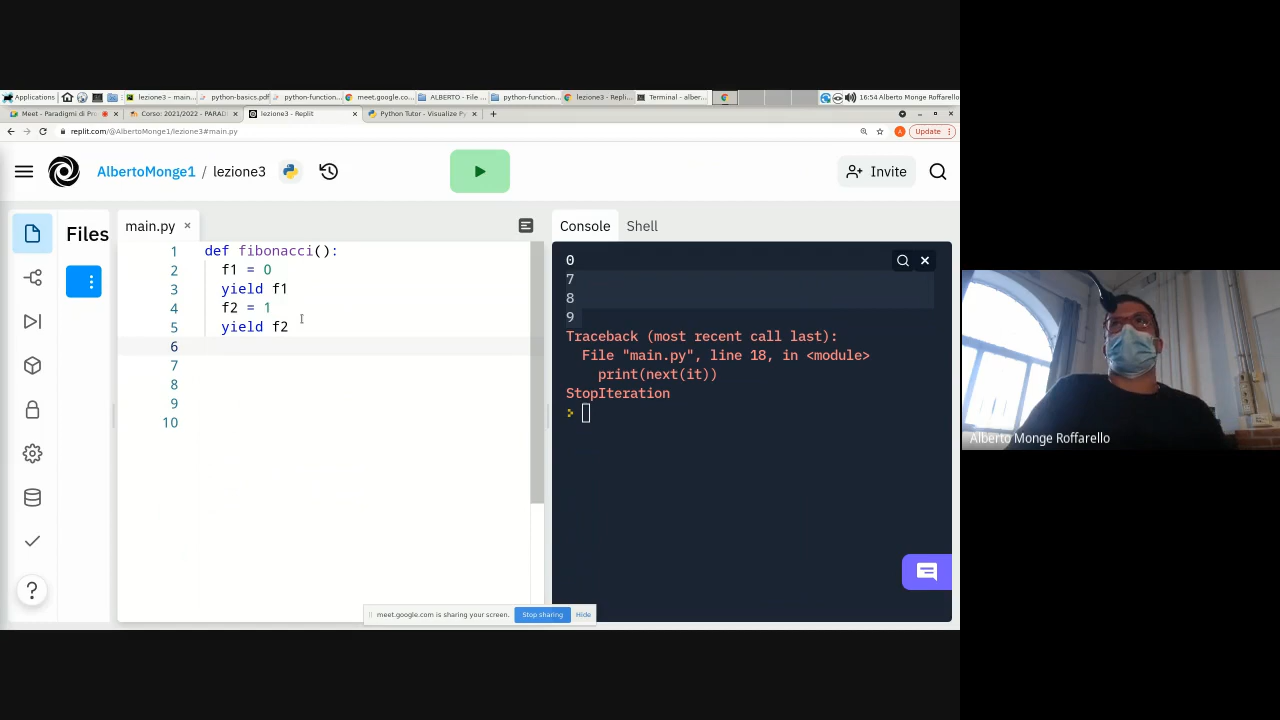 Applications lezione3 – main... python-basics.pdf python-function... meet.google.co... ALBERTO - File ... python-function... lezione3 - Repli... Terminal - alber... 16:54 Alberto Monge Roffarello
Meet - Paradigmi di Pro Corso: 2021/2022 - PARAD lezione3 - Replit Python Tutor - Visualize Py
replit.com/@AlbertoMonge1/lezione3#main.py A Update
AlbertoMonge1 / lezione3 Invite
Files main.py × Console Shell
1 def fibonacci():
2 f1 = 0
3 yield f1
4 f2 = 1
5 yield f2
6
7
8
9
10
0
7
8
9
Traceback (most recent call last):
File "main.py", line 18, in <module>
print(next(it))
StopIteration
?
meet.google.com is sharing your screen. Stop sharing Hide
Alberto Monge Roffarello